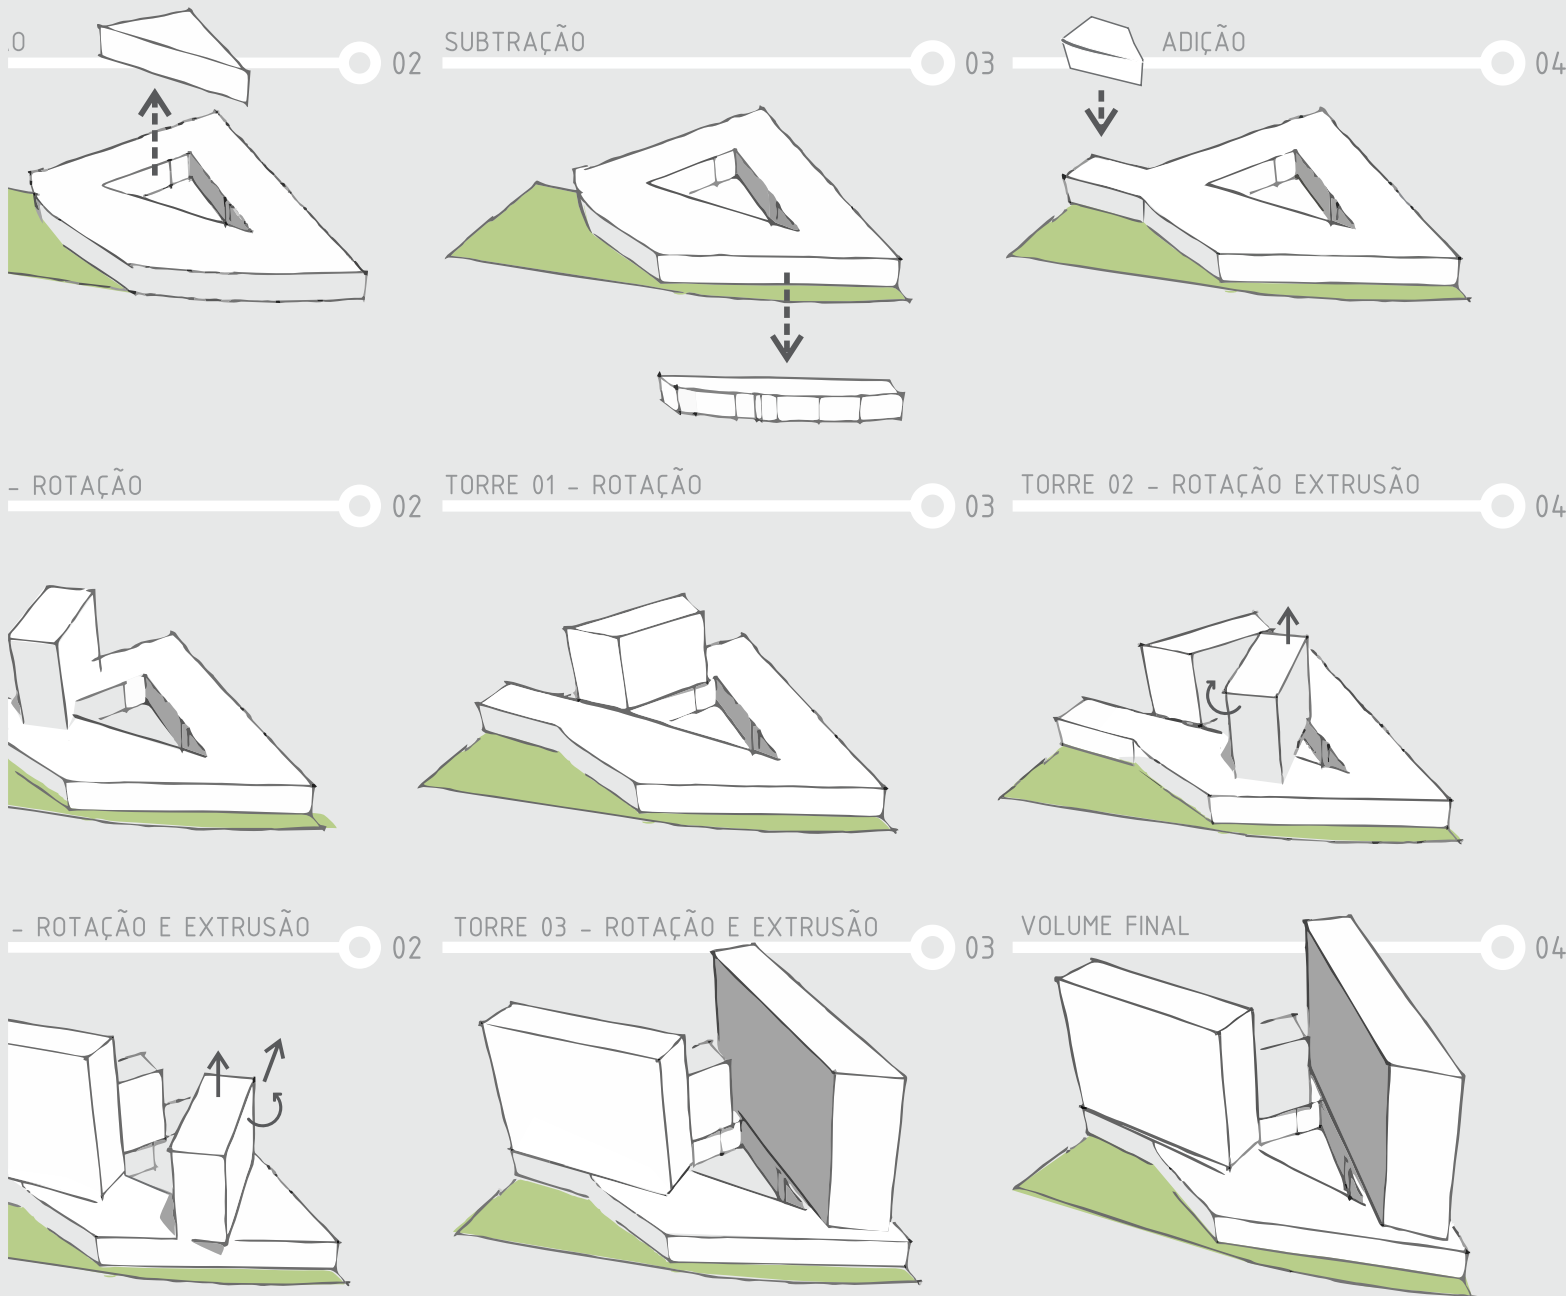 02 SUBTRAÇÃO 03 ADIÇÃO 04
- ROTAÇÃO 02 TORRE 01 - ROTAÇÃO 03 TORRE 02 - ROTAÇÃO EXTRUSÃO 04
- ROTAÇÃO E EXTRUSÃO 02 TORRE 03 - ROTAÇÃO E EXTRUSÃO 03 VOLUME FINAL 04